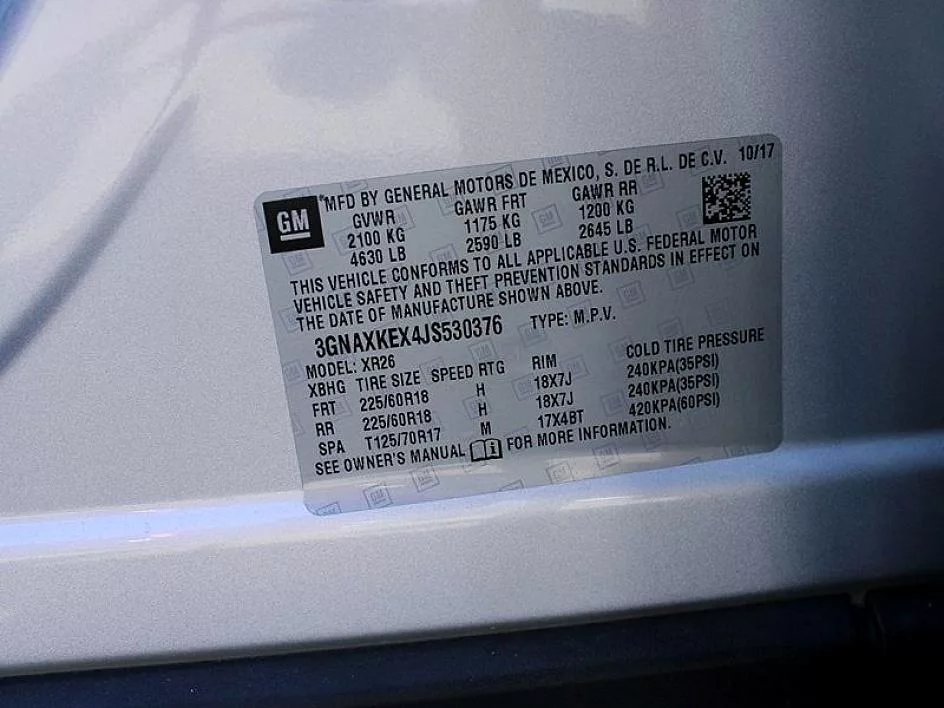 GM
*MFD BY GENERAL MOTORS DE MEXICO, S. DE R.L. DE C.V. 10/17
GVWR GAWR FRT GAWR RR
2100 KG 1175 KG 1200 KG
4630 LB 2590 LB 2645 LB
THIS VEHICLE CONFORMS TO ALL APPLICABLE U.S. FEDERAL MOTOR
VEHICLE SAFETY AND THEFT PREVENTION STANDARDS IN EFFECT ON
THE DATE OF MANUFACTURE SHOWN ABOVE.
3GNAXKEX4JS530376 TYPE: M.P.V.
MODEL: XR26
XBHG TIRE SIZE SPEED RTG RIM COLD TIRE PRESSURE
FRT 225/60R18 H 18X7J 240KPA(35PSI)
RR 225/60R18 H 18X7J 240KPA(35PSI)
SPA T125/70R17 M 17X4BT 420KPA(60PSI)
SEE OWNER'S MANUAL i FOR MORE INFORMATION.